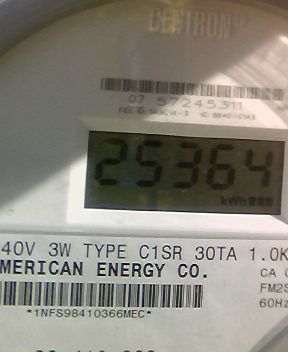 CENTRON
07 57245311
25364
kWh
40V 3W TYPE C1SR 30TA 1.0K
MERICAN ENERGY CO.
CA
FM2S
60Hz
*1NFS98410366MEC*